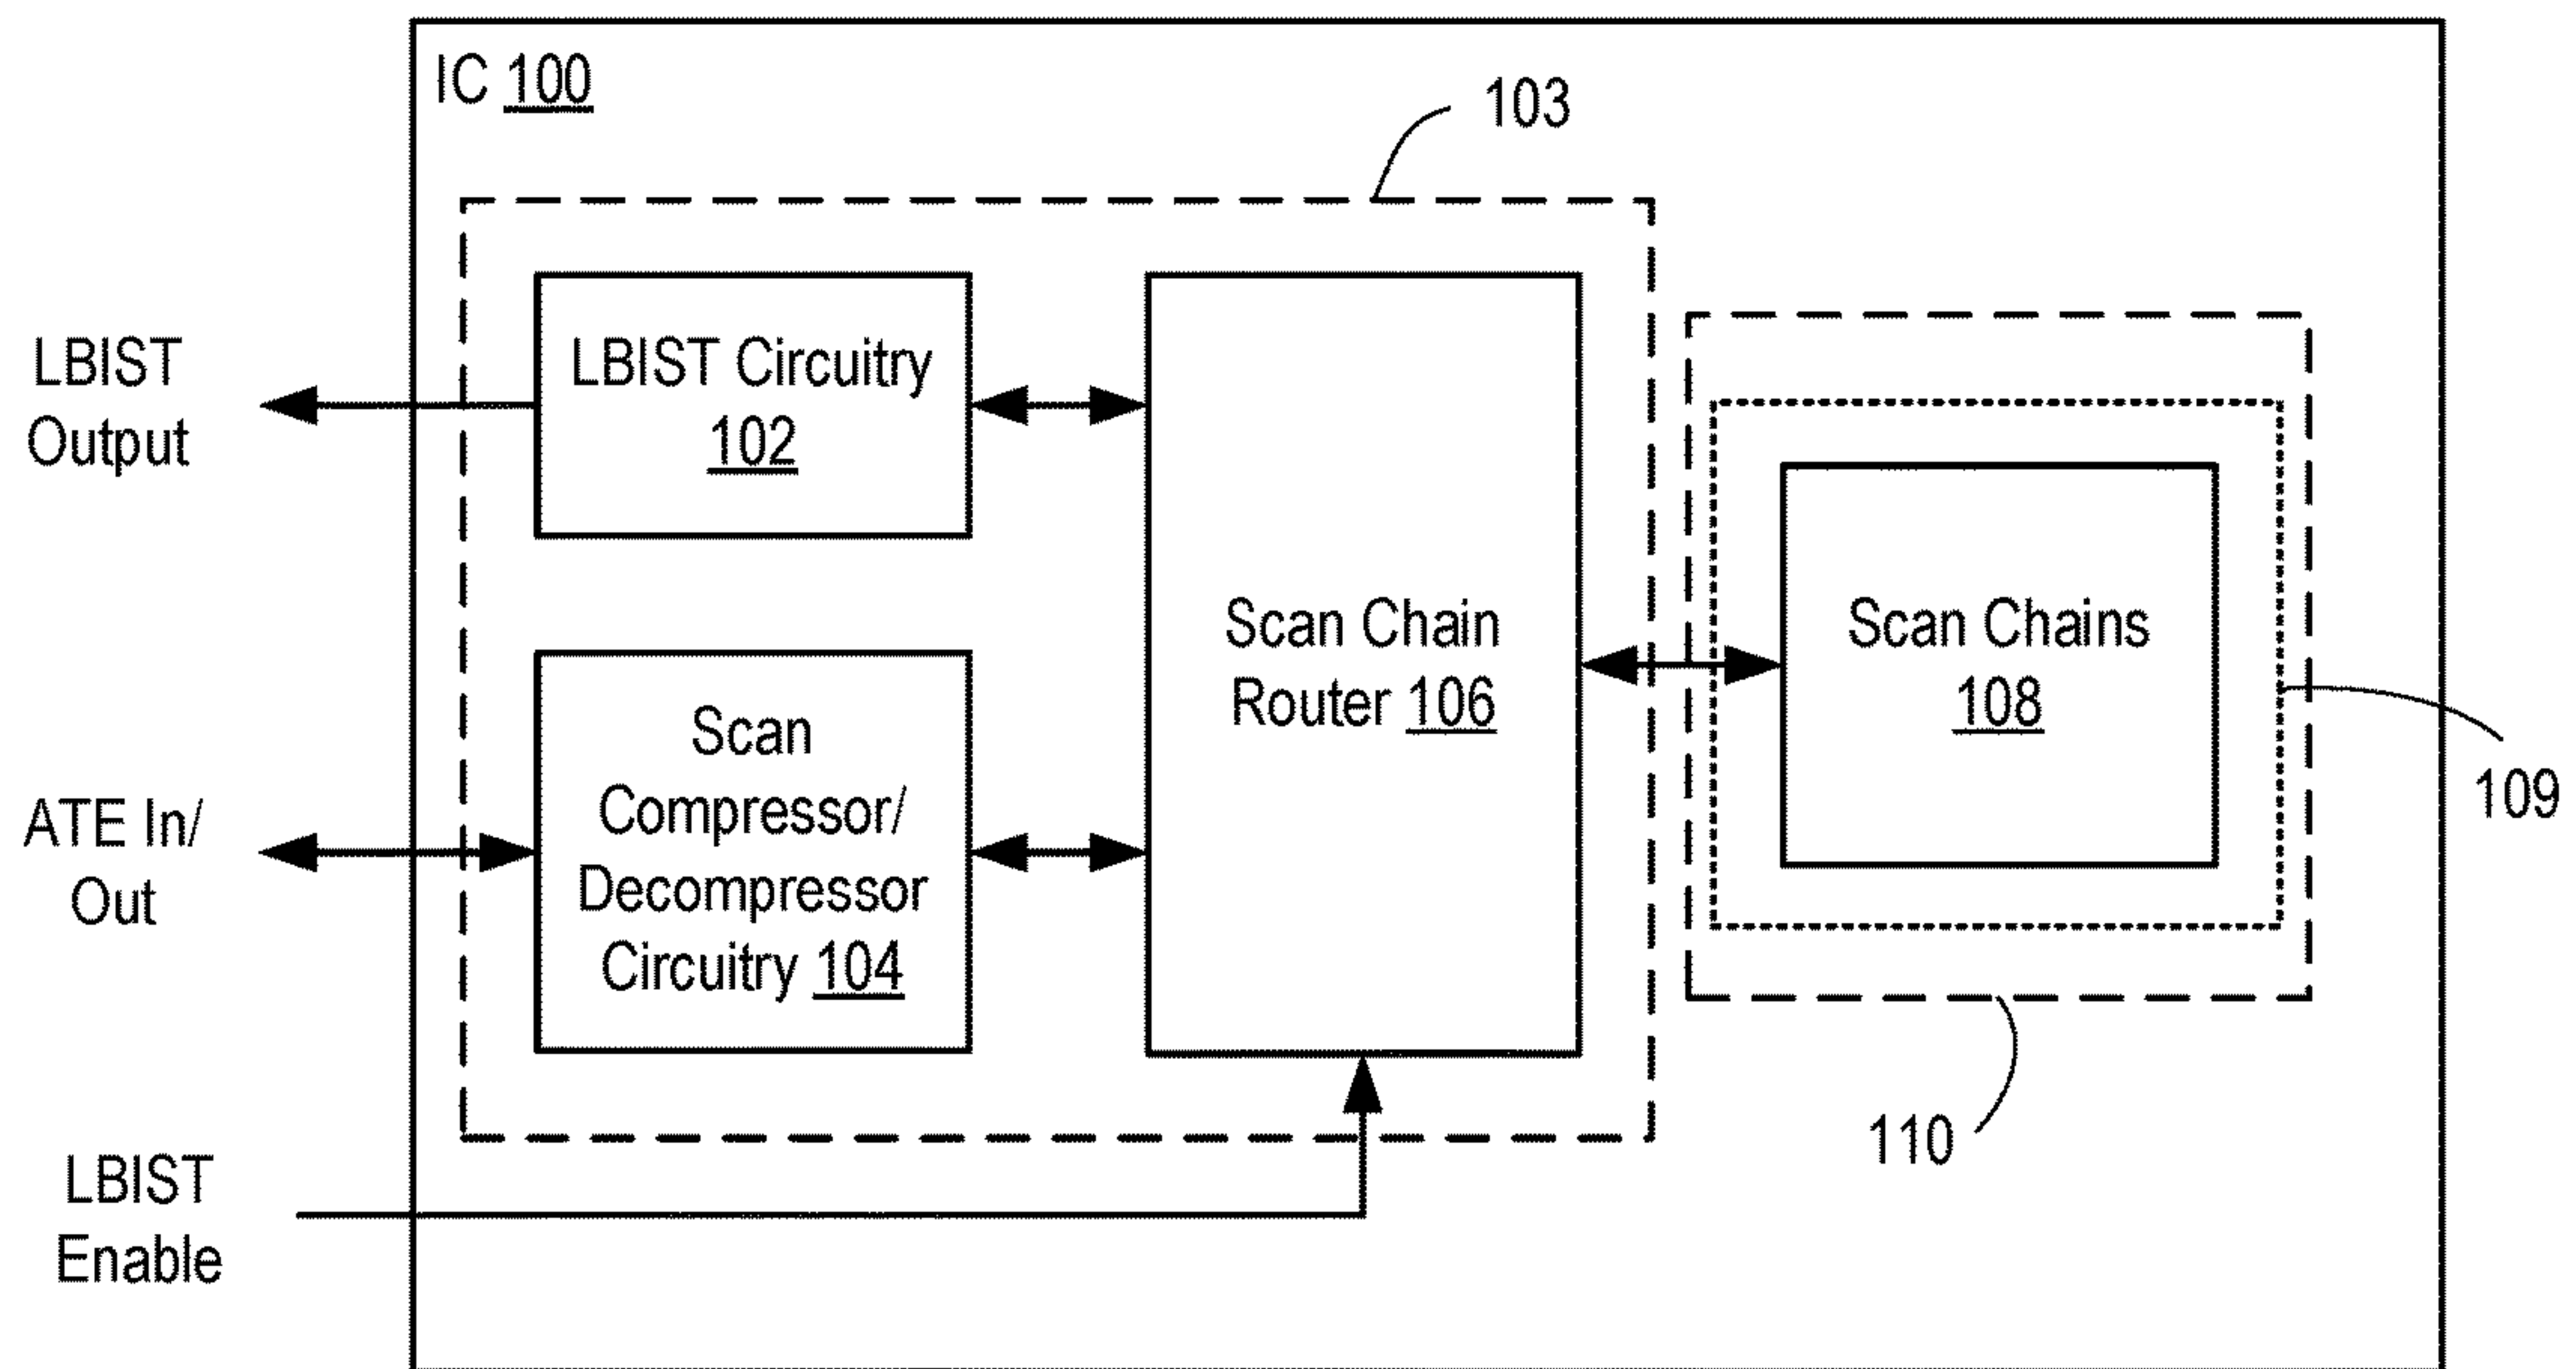 IC 100
103
LBIST
Output
LBIST Circuitry
102
Scan Chain
Router 106
Scan Chains
108
109
ATE In/
Out
Scan
Compressor/
Decompressor
Circuitry 104
110
LBIST
Enable